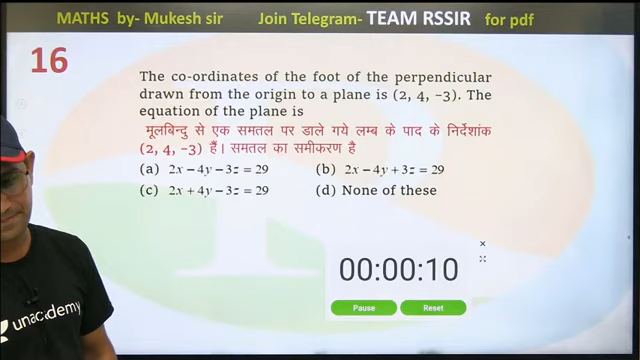 MATHS by- Mukesh sir Join Telegram- TEAM RSSIR for pdf
16
The co-ordinates of the foot of the perpendicular
drawn from the origin to a plane is (2, 4, –3). The
equation of the plane is
मूलबिन्दु से एक समतल पर डाले गये लम्ब के पाद के निर्देशांक
(2, 4, –3) हैं। समतल का समीकरण है
(a) 2x – 4y – 3z = 29 (b) 2x – 4y + 3z = 29
(c) 2x + 4y – 3z = 29 (d) None of these
00:00:10
Pause Reset
unacademy